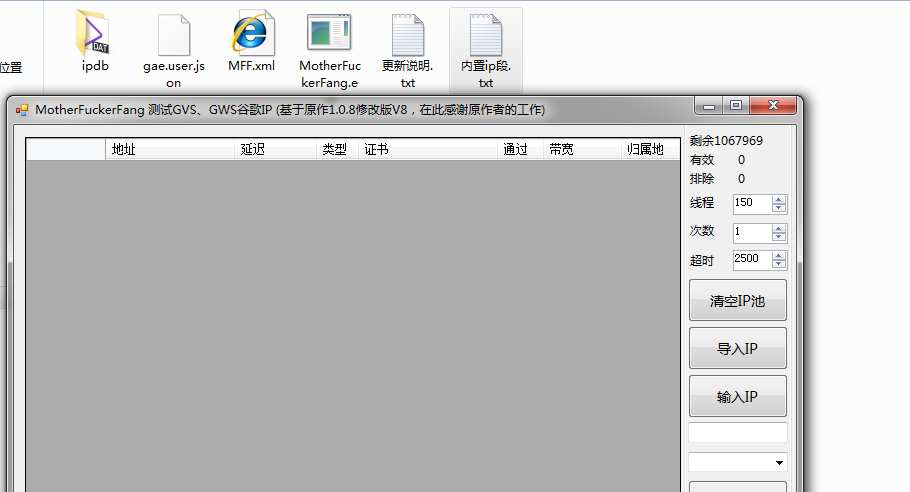 位置
DAT
ipdb
gae.user.js
on
MFF.xml
MotherFuc
kerFang.e
更新说明.
txt
内置ip段.
txt
MotherFuckerFang 测试GVS、GWS谷歌IP (基于原作1.0.8修改版V8，在此感谢原作者的工作)
地址 延迟 类型 证书 通过 带宽 归属地
剩余1067969
有效 0
排除 0
线程 150
次数 1
超时 2500
清空IP池
导入IP
输入IP